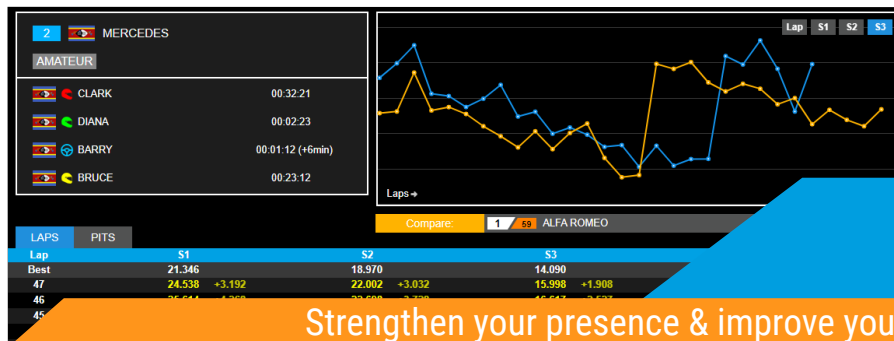 2 MERCEDES
AMATEUR
CLARK 00:32:21
DIANA 00:02:23
BARRY 00:01:12 (+6min)
BRUCE 00:23:12
Lap S1 S2 S3
Laps
Compare: 1 59 ALFA ROMEO
LAPS PITS
Lap S1 S2 S3
Best 21.346 18.970 14.090
47 24.538 +3.192 22.002 +3.032 15.998 +1.908
46
45
Strengthen your presence & improve you